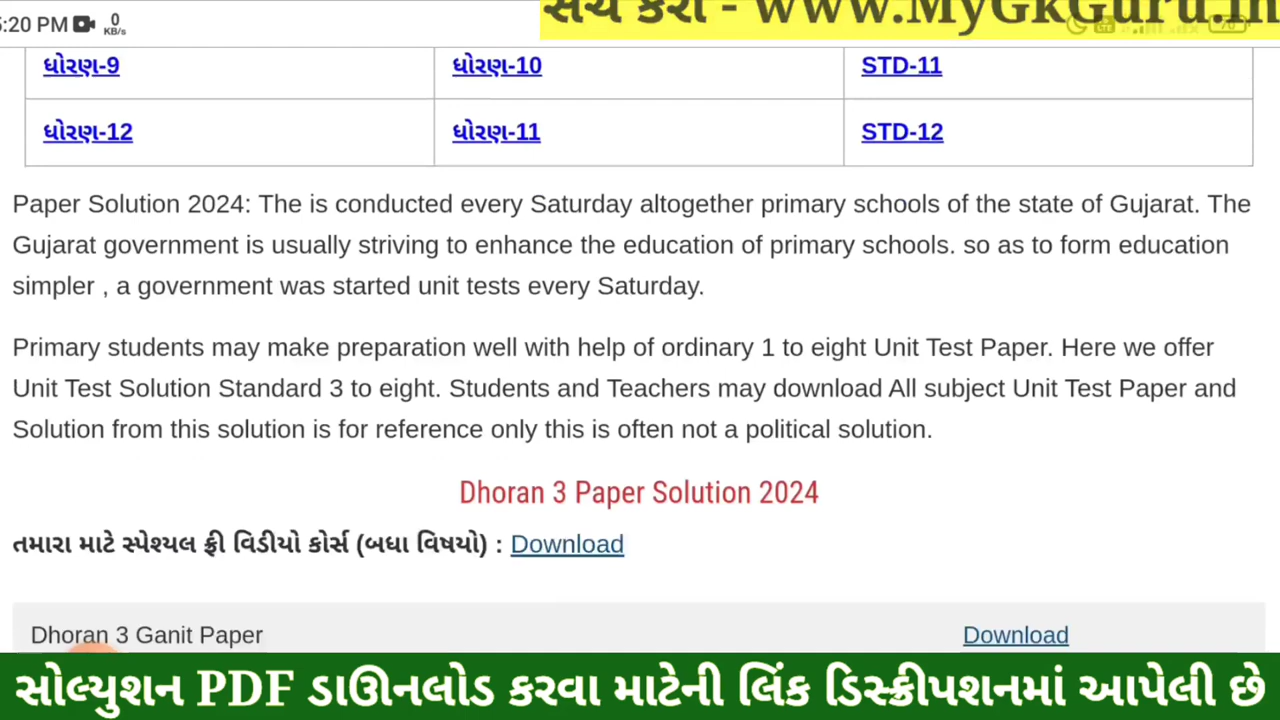 5:20 PM 0 KB/s
સર્ચ કરો - www.MyGkGuru.in
ધોરણ-9 ધોરણ-10 STD-11
ધોરણ-12 ધોરણ-11 STD-12
Paper Solution 2024: The is conducted every Saturday altogether primary schools of the state of Gujarat. The
Gujarat government is usually striving to enhance the education of primary schools. so as to form education
simpler , a government was started unit tests every Saturday.
Primary students may make preparation well with help of ordinary 1 to eight Unit Test Paper. Here we offer
Unit Test Solution Standard 3 to eight. Students and Teachers may download All subject Unit Test Paper and
Solution from this solution is for reference only this is often not a political solution.
Dhoran 3 Paper Solution 2024
તમારા માટે સ્પેશ્યલ ફ્રી વિડીયો કોર્સ (બધા વિષયો) : Download
Dhoran 3 Ganit Paper Download
સોલ્યુશન PDF ડાઊનલોડ કરવા માટેની લિંક ડિસ્ક્રીપશનમાં આપેલી છે